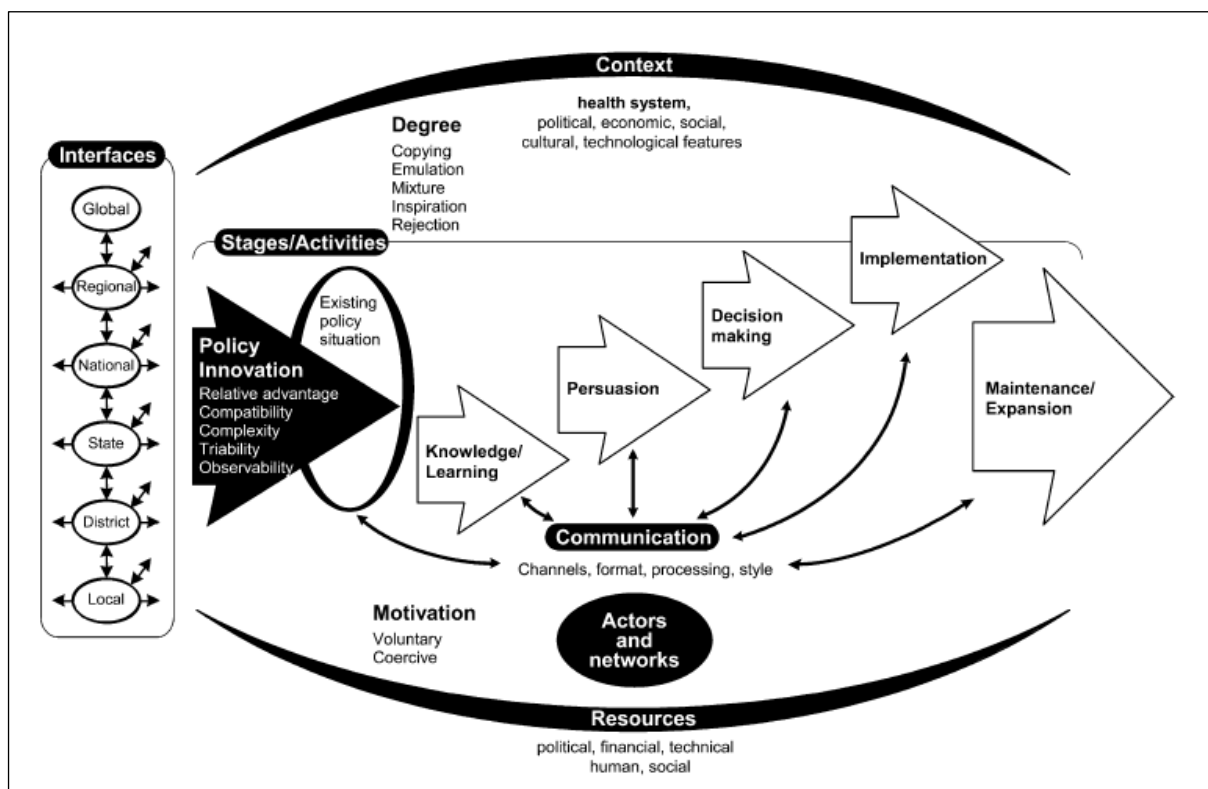 Context
health system,
political, economic, social,
cultural, technological features
Degree
Copying
Emulation
Mixture
Inspiration
Rejection
Interfaces
Global
Regional
National
State
District
Local
Stages/Activities
Existing
policy
situation
Policy
Innovation
Relative advantage
Compatibility
Complexity
Triability
Observability
Knowledge/
Learning
Persuasion
Decision
making
Implementation
Maintenance/
Expansion
Communication
Channels, format, processing, style
Motivation
Voluntary
Coercive
Actors
and
networks
Resources
political, financial, technical
human, social